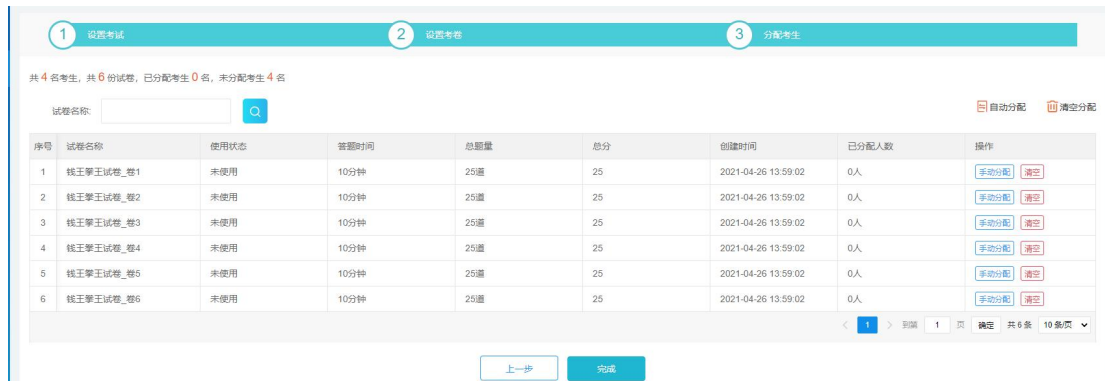 1 设置考试 2 设置考卷 3 分配考生
共4名考生，共6份试卷，已分配考生0名，未分配考生4名
试卷名称: 自动分配 清空分配
序号 试卷名称 使用状态 答题时间 总题量 总分 创建时间 已分配人数 操作
1 钱王擎王试卷_卷1 未使用 10分钟 25道 25 2021-04-26 13:59:02 0人 手动分配 清空
2 钱王擎王试卷_卷2 未使用 10分钟 25道 25 2021-04-26 13:59:02 0人 手动分配 清空
3 钱王擎王试卷_卷3 未使用 10分钟 25道 25 2021-04-26 13:59:02 0人 手动分配 清空
4 钱王擎王试卷_卷4 未使用 10分钟 25道 25 2021-04-26 13:59:02 0人 手动分配 清空
5 钱王擎王试卷_卷5 未使用 10分钟 25道 25 2021-04-26 13:59:02 0人 手动分配 清空
6 钱王擎王试卷_卷6 未使用 10分钟 25道 25 2021-04-26 13:59:02 0人 手动分配 清空
< 1 > 到第 1 页 确定 共6条 10条/页
上一步 完成